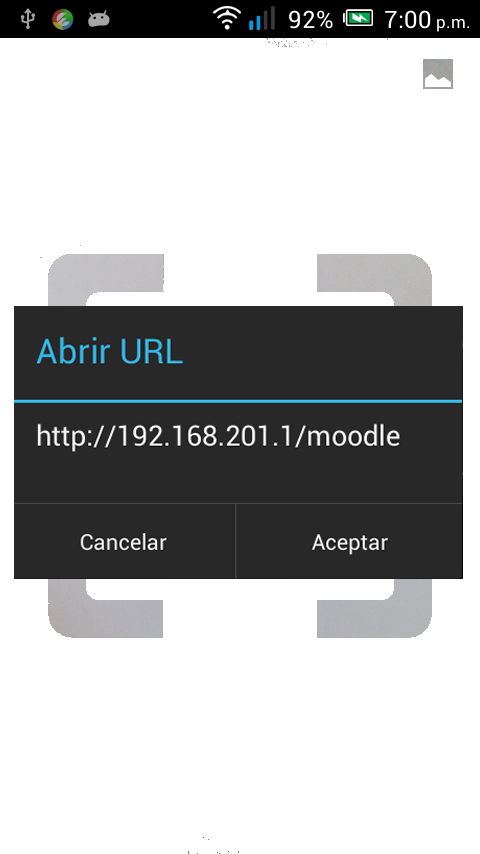 92% 7:00 p.m.
Abrir URL
http://192.168.201.1/moodle
Cancelar Aceptar